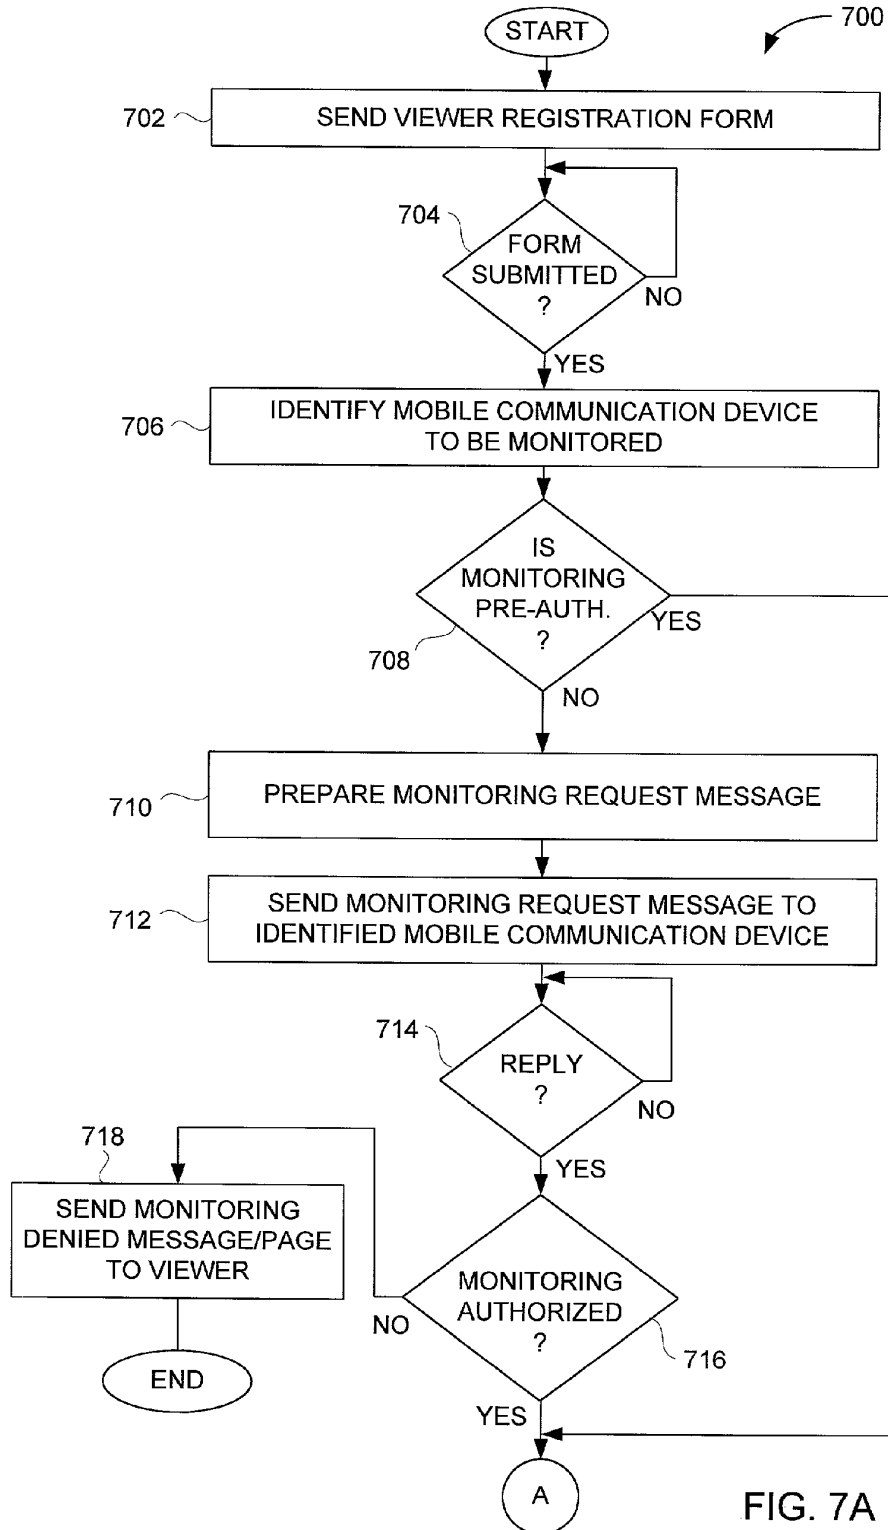 START
700
702
SEND VIEWER REGISTRATION FORM
704
FORM
SUBMITTED
?
NO
YES
706
IDENTIFY MOBILE COMMUNICATION DEVICE
TO BE MONITORED
IS
MONITORING
PRE-AUTH.
?
YES
708
NO
710
PREPARE MONITORING REQUEST MESSAGE
712
SEND MONITORING REQUEST MESSAGE TO
IDENTIFIED MOBILE COMMUNICATION DEVICE
714
REPLY
?
NO
YES
718
SEND MONITORING
DENIED MESSAGE/PAGE
TO VIEWER
END
MONITORING
AUTHORIZED
?
NO
716
YES
A
FIG. 7A